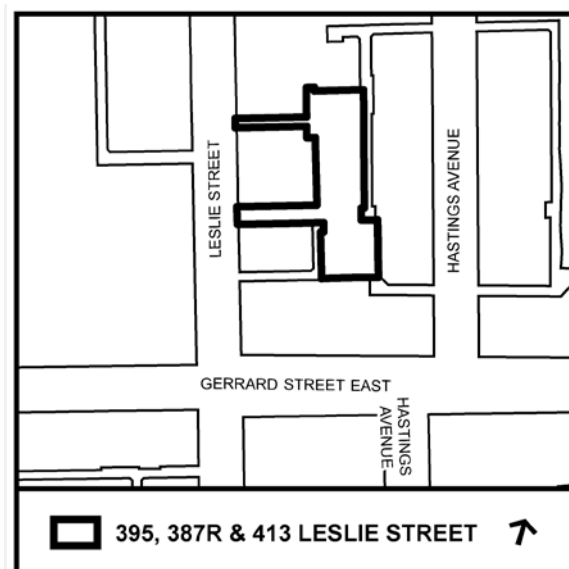 LESLIE STREET
HASTINGS AVENUE
GERRARD STREET EAST
HASTINGS
AVENUE
395, 387R & 413 LESLIE STREET